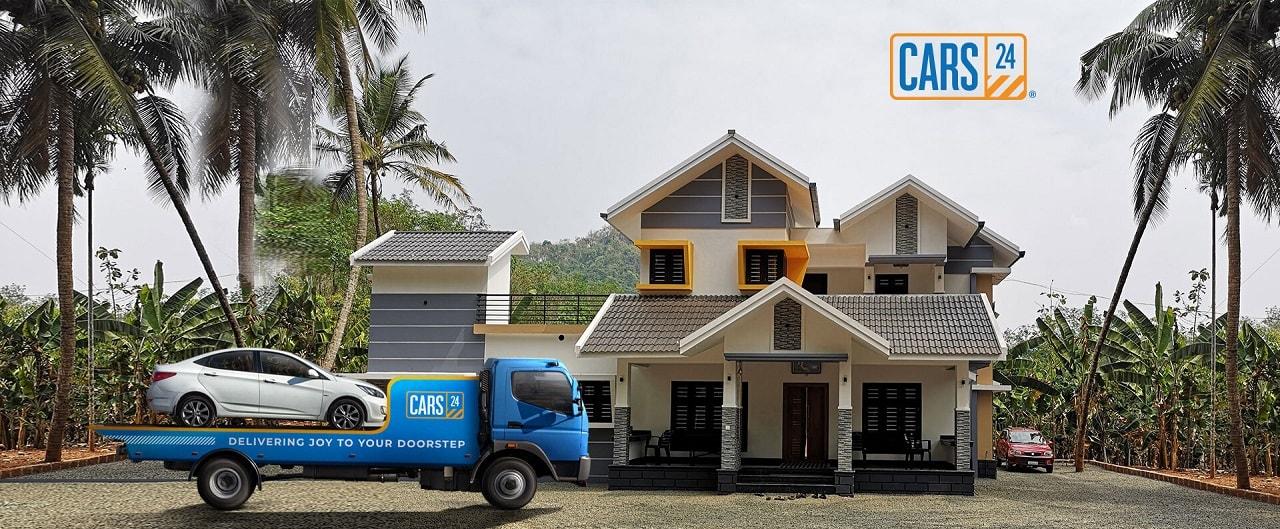 CARS 24 ®
CARS 24
DELIVERING JOY TO YOUR DOORSTEP